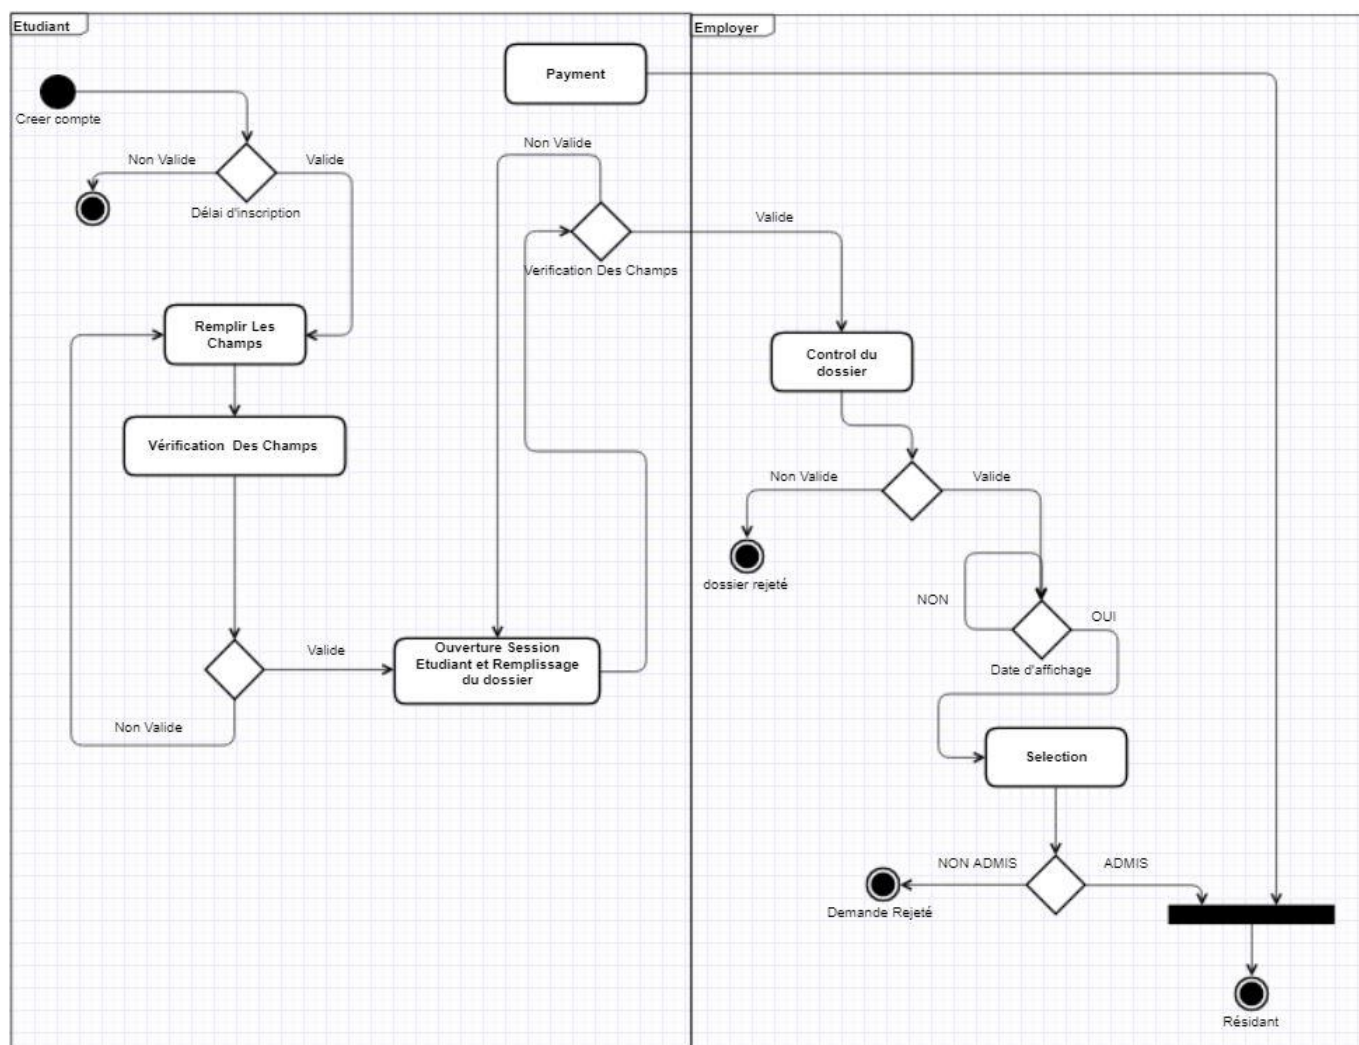 Etudiant
Employer
Payment
Creer compte
Non Valide
Valide
Délai d'inscription
Non Valide
Valide
Verification Des Champs
Remplir Les
Champs
Vérification Des Champs
Valide
Non Valide
Ouverture Session
Etudiant et Remplissage
du dossier
Control du
dossier
Non Valide
Valide
dossier rejeté
NON
OUI
Date d'affichage
Selection
NON ADMIS
ADMIS
Demande Rejeté
Résidant